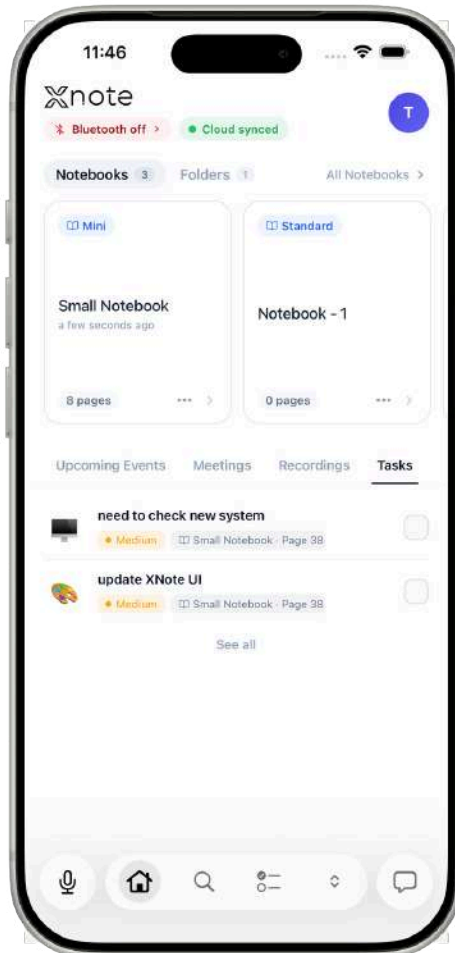 11:46
Xnote
Bluetooth off >
Cloud synced
T
Notebooks 3
Folders 1
All Notebooks >
Mini
Small Notebook
a few seconds ago
8 pages
Standard
Notebook - 1
0 pages
Upcoming Events
Meetings
Recordings
Tasks
need to check new system
Medium
Small Notebook · Page 38
update XNote UI
Medium
Small Notebook · Page 38
See all